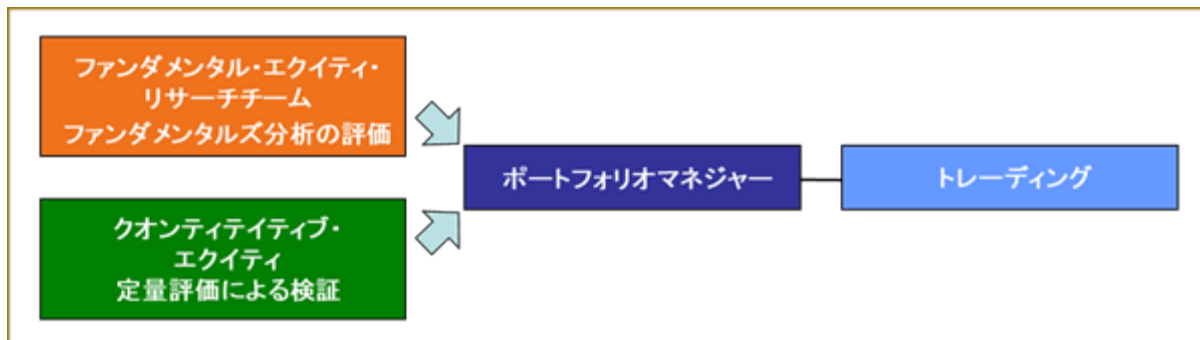 ファンダメンタル・エクイティ・
リサーチチーム
ファンダメンタルズ分析の評価
クオンティテイティブ・
エクイティ
定量評価による検証
ポートフォリオマネジャー
トレーディング